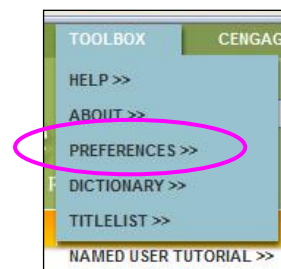 TOOLBOX CENGAG
HELP >>
ABOUT >>
PREFERENCES >>
DICTIONARY >>
TITLELIST >>
NAMED USER TUTORIAL >>